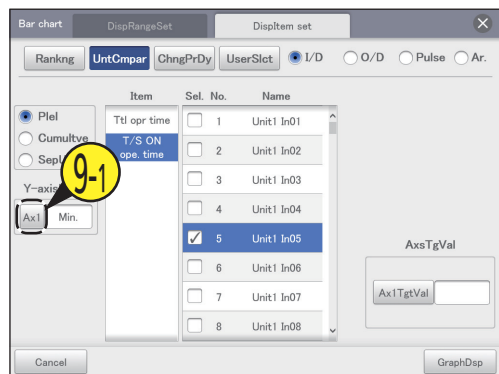 Bar chart DispRangeSet DispItem set
Rankng UntCmpar ChngPrDy UserSlct I/D O/D Pulse Ar.
Item Sel. No. Name
Plel
Cumultve
Ttl opr time
T/S ON
ope. time
9-1
Ax1 Min.
1 Unit1 In01
2 Unit1 In02
3 Unit1 In03
4 Unit1 In04
5 Unit1 In05
6 Unit1 In06
7 Unit1 In07
8 Unit1 In08
AxsTgVal
Ax1TgtVal
Cancel GraphDsp